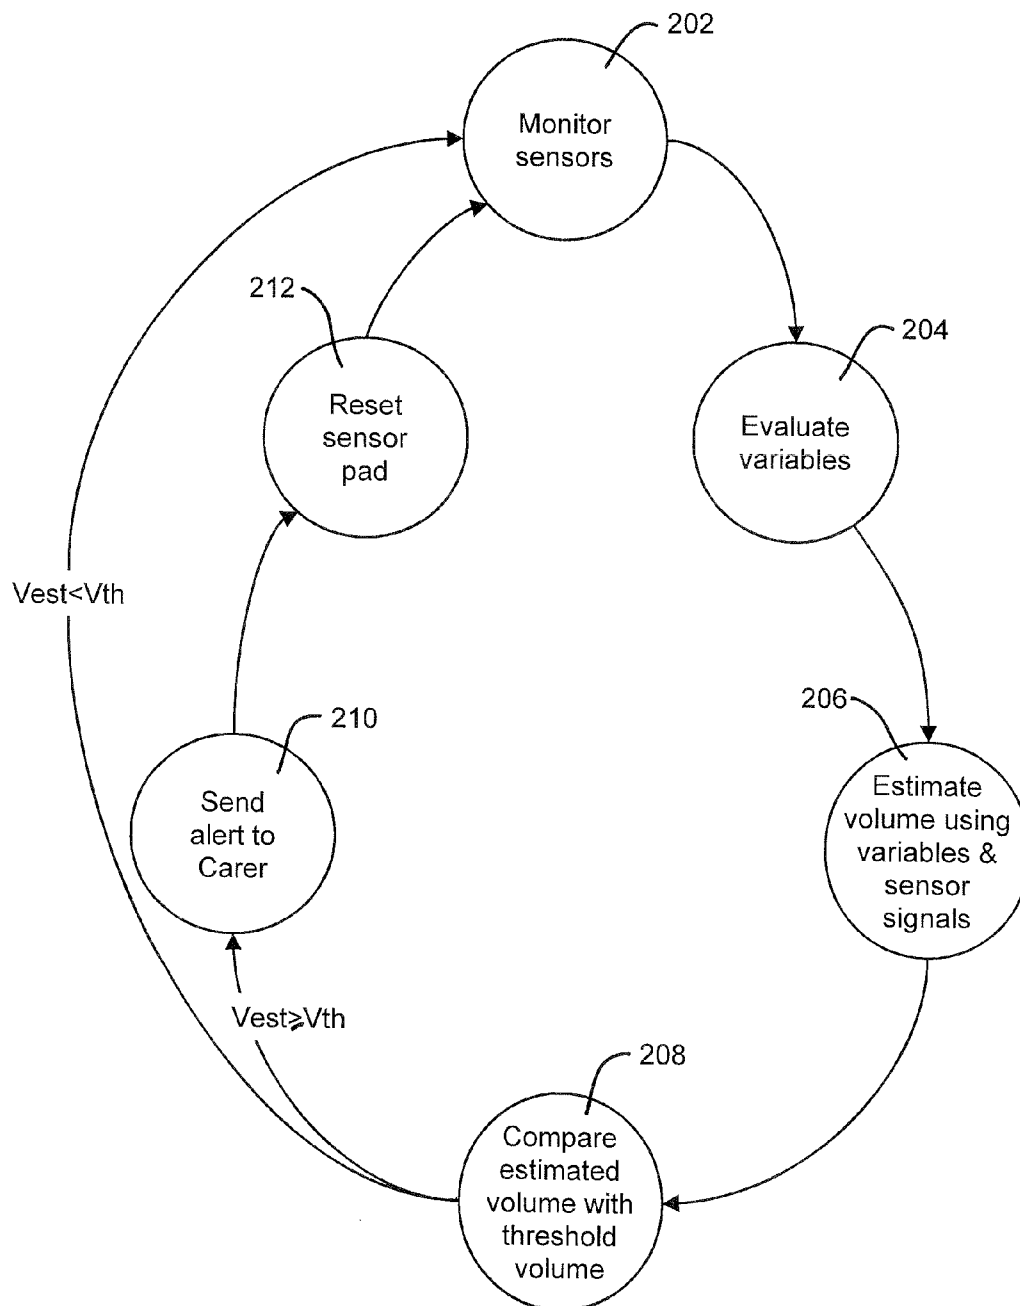 202
Monitor
sensors
212
204
Reset
sensor
pad
Evaluate
variables
Vest<Vth
206
210
Estimate
volume using
variables &
sensor
signals
Send
alert to
Carer
Vest≥Vth
208
Compare
estimated
volume with
threshold
volume